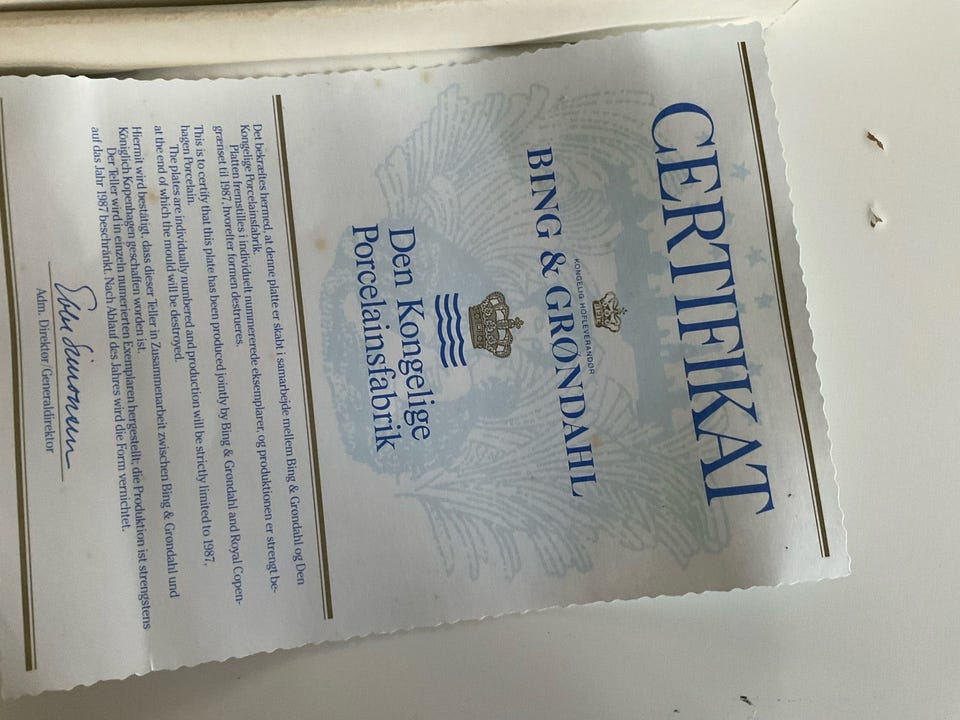 CERTIFIKAT
KONGELIG HOFLEVERANDØR
BING & GRØNDAHL
Den Kongelige
Porcelainsfabrik
Det bekræftes hermed, at denne platte er skabt i samarbejde mellem Bing & Grøndahl og Den
Kongelige Porcelainsfabrik.
Platten fremstilles i individuelt nummererede eksemplarer, og produktionen er strengt be-
grænset til 1987, hvorefter formen destrueres.
This is to certify that this plate has been produced jointly by Bing & Grøndahl and Royal Copen-
hagen Porcelain.
The plates are individually numbered and production will be strictly limited to 1987,
at the end of which the mould will be destroyed.
Hiermit wird bestätigt, dass dieser Teller in Zusammenarbeit zwischen Bing & Grøndahl und
Königlich Kopenhagen geschaffen worden ist.
Der Teller wird in einzeln numerierten Exemplaren hergestellt; die Produktion ist strengstens
auf das Jahr 1987 beschränkt. Nach Ablauf des Jahres wird die Form vernichtet.
Adm. Direktør/Generaldirektor